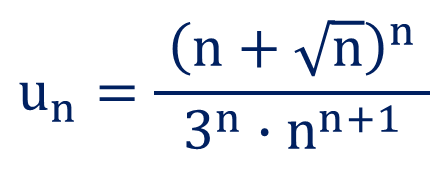 uₙ = (n + √n)ⁿ / 3ⁿ · nⁿ⁺¹